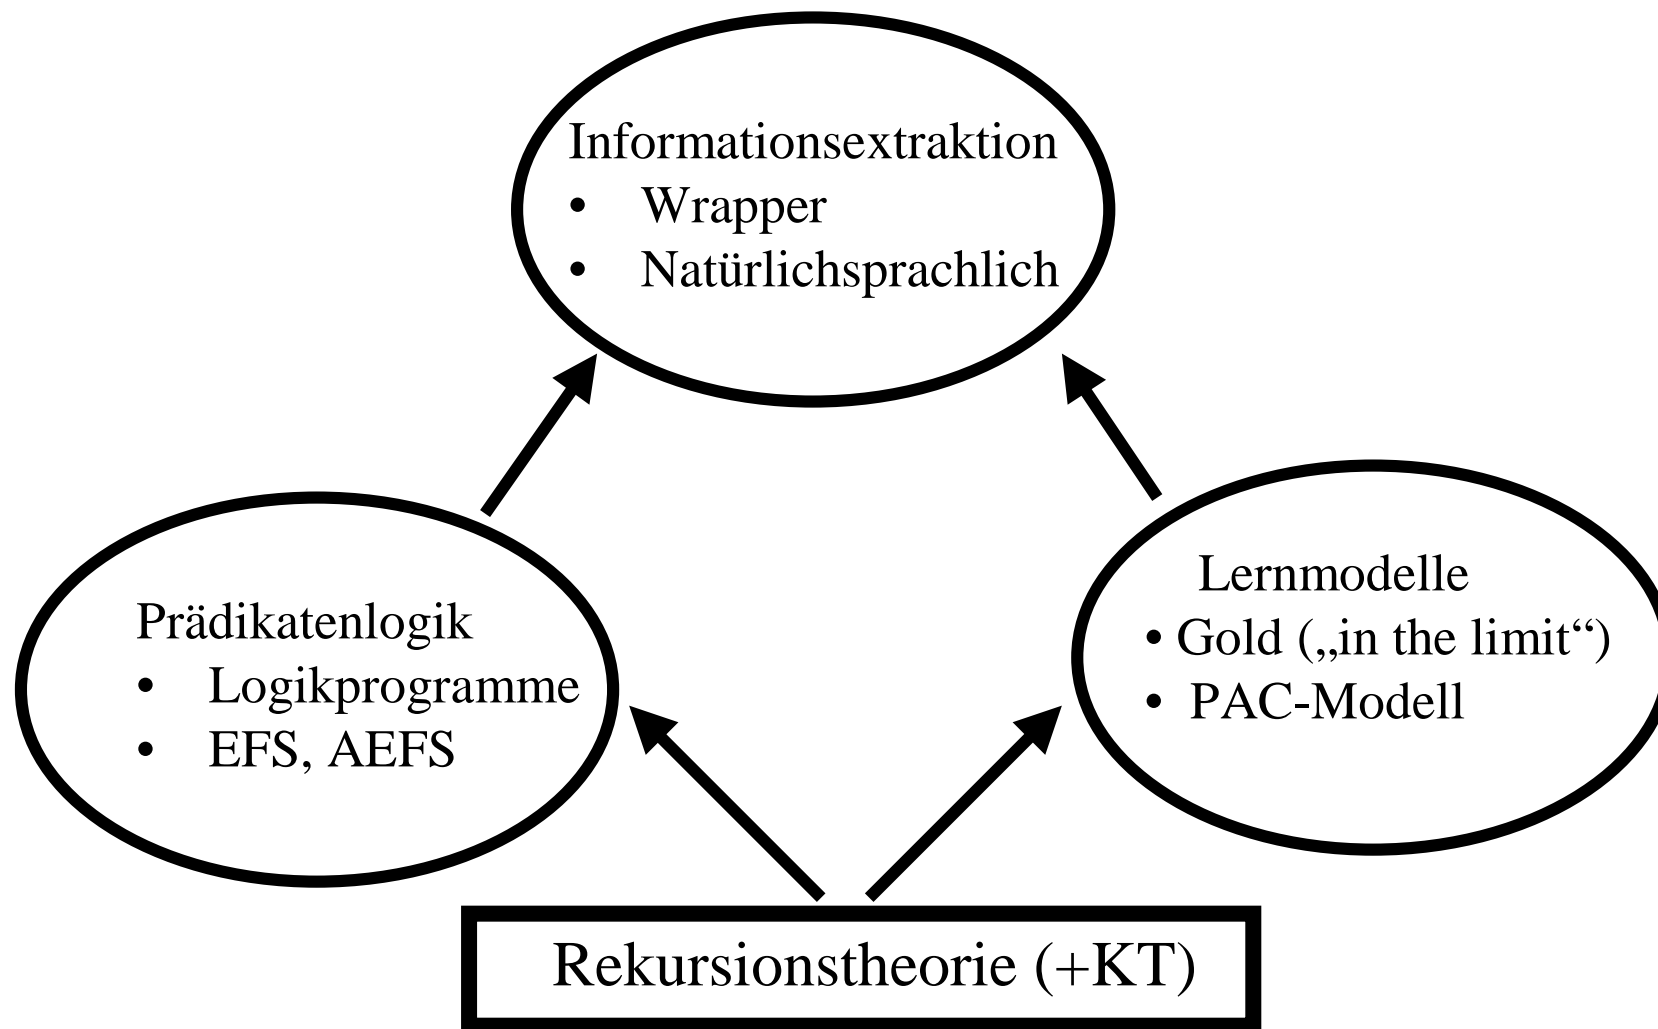 Informationsextraktion
• Wrapper
• Natürlichsprachlich
Prädikatenlogik
• Logikprogramme
• EFS, AEFS
Lernmodelle
• Gold („in the limit“)
• PAC-Modell
Rekursionstheorie (+KT)